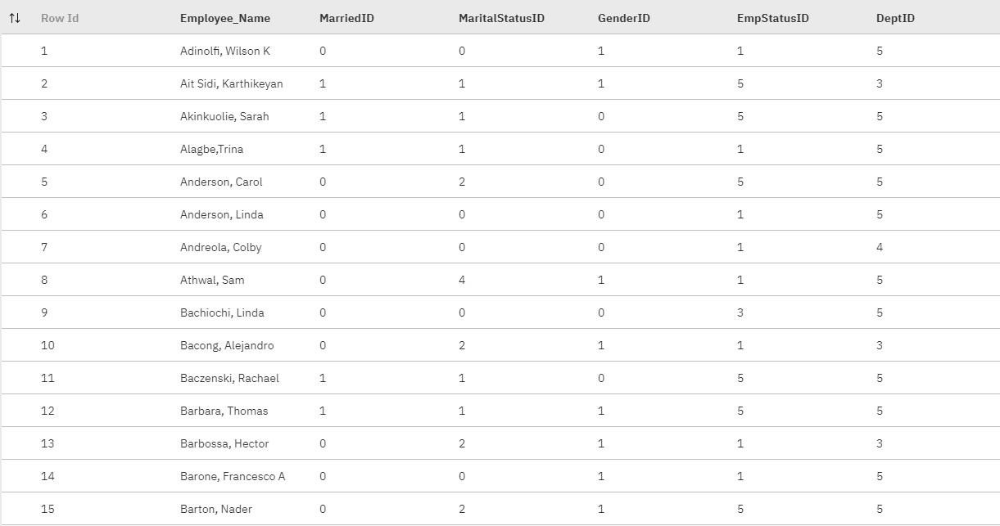 Row Id Employee_Name MarriedID MaritalStatusID GenderID EmpStatusID DeptID
1 Adinolfi, Wilson K 0 0 1 1 5
2 Ait Sidi, Karthikeyan 1 1 1 5 3
3 Akinkuolie, Sarah 1 1 0 5 5
4 Alagbe,Trina 1 1 0 1 5
5 Anderson, Carol 0 2 0 5 5
6 Anderson, Linda 0 0 0 1 5
7 Andreola, Colby 0 0 0 1 4
8 Athwal, Sam 0 4 1 1 5
9 Bachiochi, Linda 0 0 0 3 5
10 Bacong, Alejandro 0 2 1 1 3
11 Baczenski, Rachael 1 1 0 5 5
12 Barbara, Thomas 1 1 1 5 5
13 Barbossa, Hector 0 2 1 1 3
14 Barone, Francesco A 0 0 1 1 5
15 Barton, Nader 0 2 1 5 5